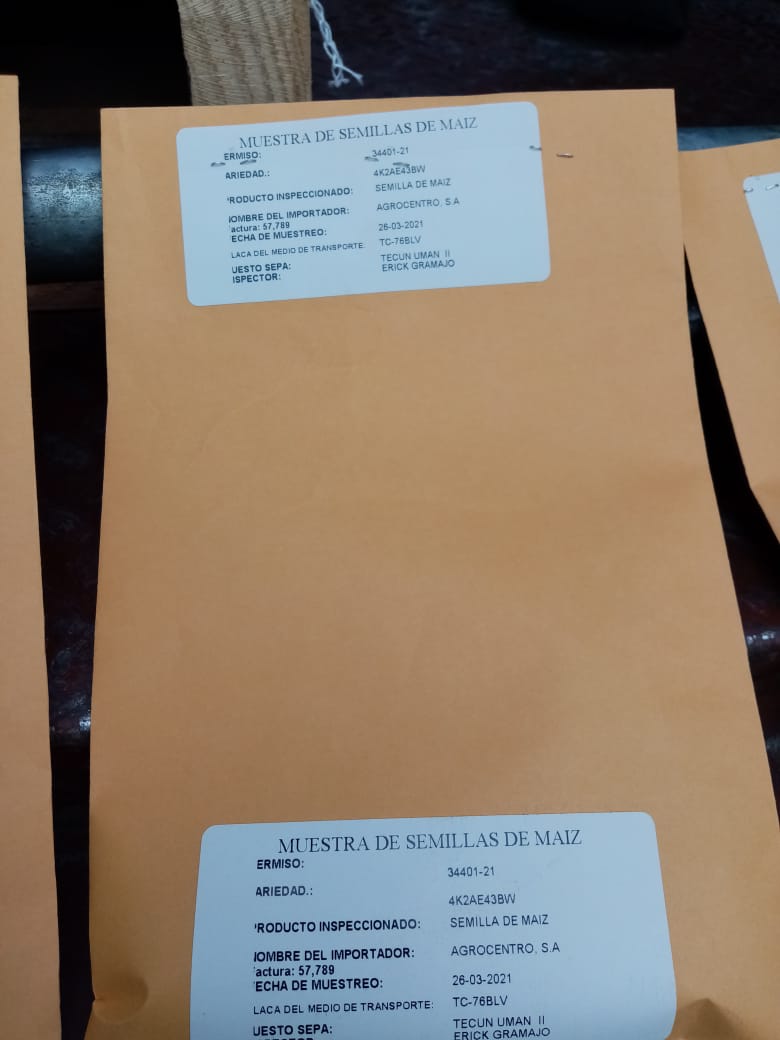 MUESTRA DE SEMILLAS DE MAIZ
ERMISO: 34401-21
ARIEDAD.: 4K2AE43BW
RODUCTO INSPECCIONADO: SEMILLA DE MAIZ
OMBRE DEL IMPORTADOR: AGROCENTRO, S.A
actura: 57,789
ECHA DE MUESTREO: 26-03-2021
LACA DEL MEDIO DE TRANSPORTE: TC-76BLV
UESTO SEPA: TECUN UMAN II
ISPECTOR: ERICK GRAMAJO
MUESTRA DE SEMILLAS DE MAIZ
ERMISO: 34401-21
ARIEDAD.: 4K2AE43BW
RODUCTO INSPECCIONADO: SEMILLA DE MAIZ
OMBRE DEL IMPORTADOR: AGROCENTRO, S.A
actura: 57,789
ECHA DE MUESTREO: 26-03-2021
LACA DEL MEDIO DE TRANSPORTE: TC-76BLV
UESTO SEPA: TECUN UMAN II
ERICK GRAMAJO